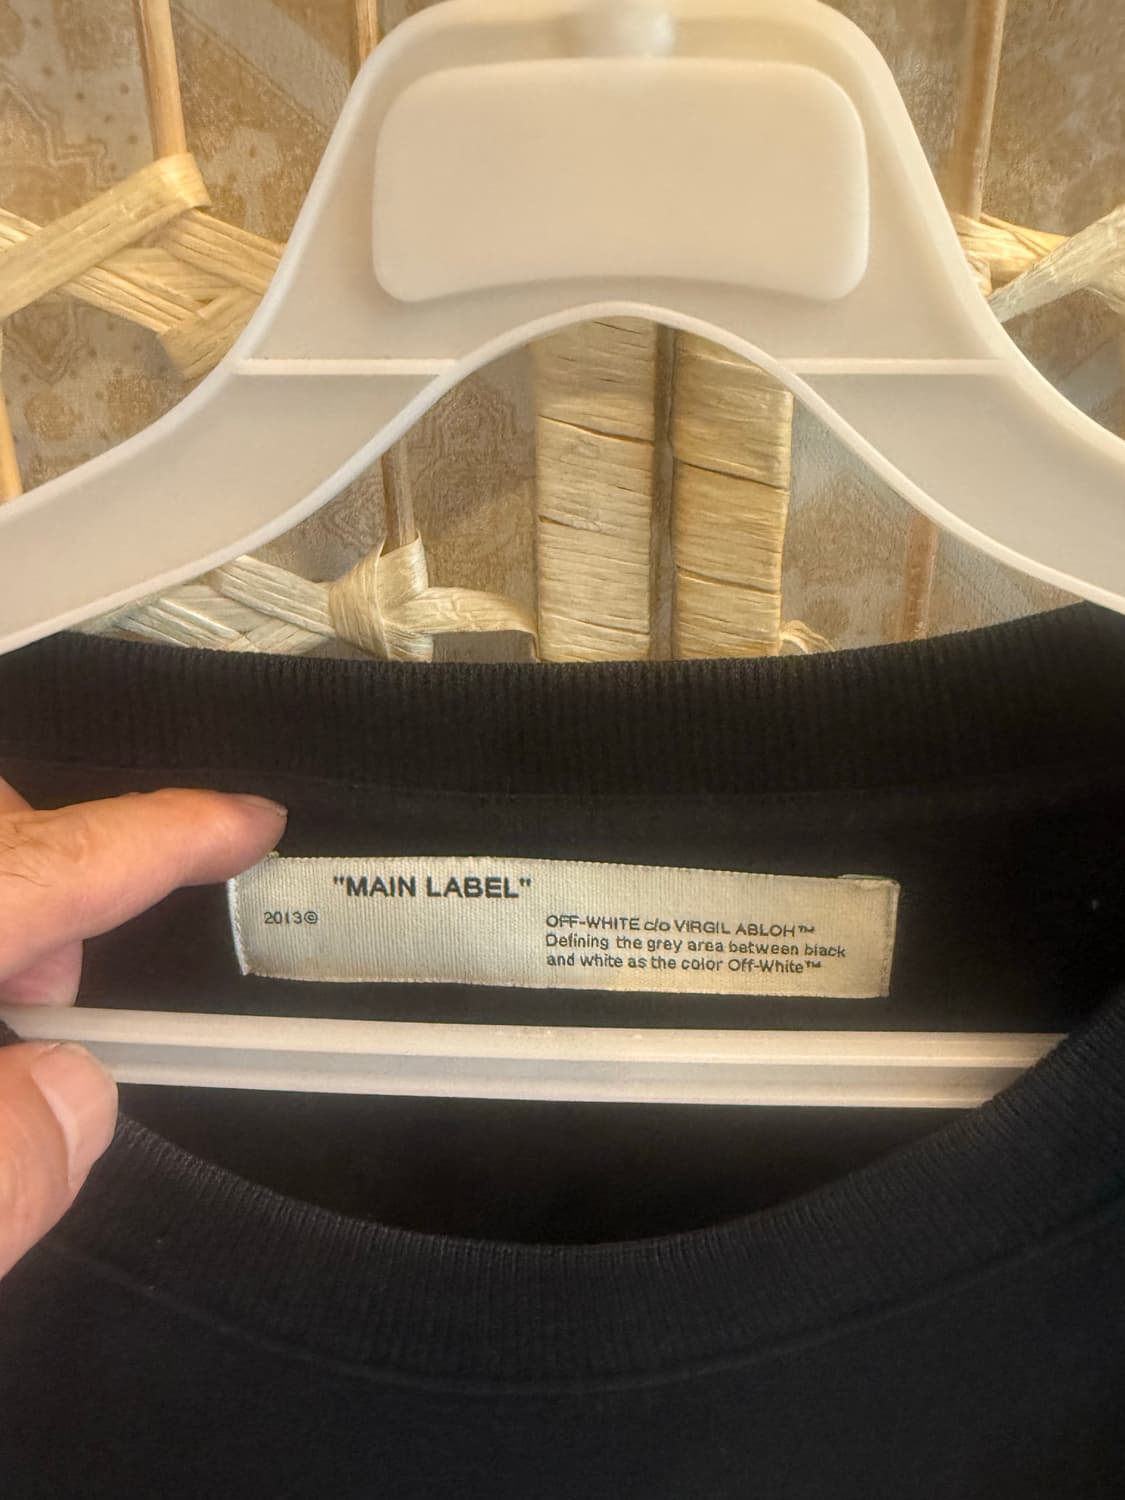 "MAIN LABEL"
2013©
OFF-WHITE c/o VIRGIL ABLOH™
Defining the grey area between black
and white as the color Off-White™